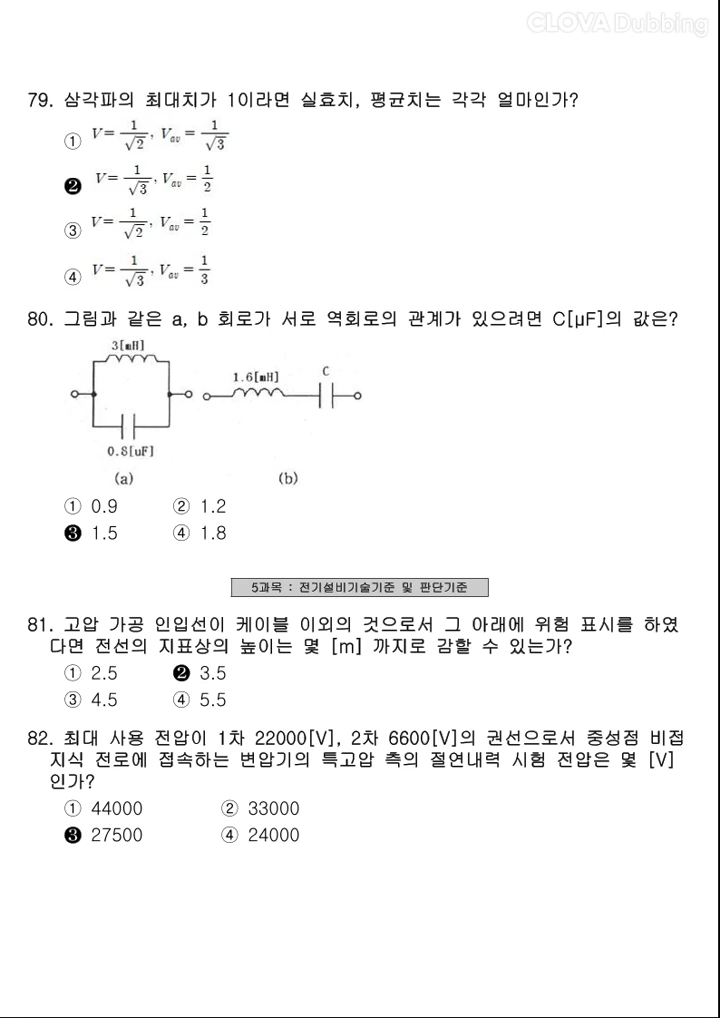 CLOVA Dubbing
79. 삼각파의 최대치가 1이라면 실효치, 평균치는 각각 얼마인가?
① V=1/√2, Vav=1/√3
❷ V=1/√3, Vav=1/2
③ V=1/√2, Vav=1/2
④ V=1/√3, Vav=1/3
80. 그림과 같은 a, b 회로가 서로 역회로의 관계가 있으려면 C[μF]의 값은?
3[mH]
1.6[mH] C
0.8[uF]
(a) (b)
① 0.9 ② 1.2
❸ 1.5 ④ 1.8
5과목 : 전기설비기술기준 및 판단기준
81. 고압 가공 인입선이 케이블 이외의 것으로서 그 아래에 위험 표시를 하였
다면 전선의 지표상의 높이는 몇 [m] 까지로 감할 수 있는가?
① 2.5 ❷ 3.5
③ 4.5 ④ 5.5
82. 최대 사용 전압이 1차 22000[V], 2차 6600[V]의 권선으로서 중성점 비접
지식 전로에 접속하는 변압기의 특고압 측의 절연내력 시험 전압은 몇 [V]
인가?
① 44000 ② 33000
❸ 27500 ④ 24000